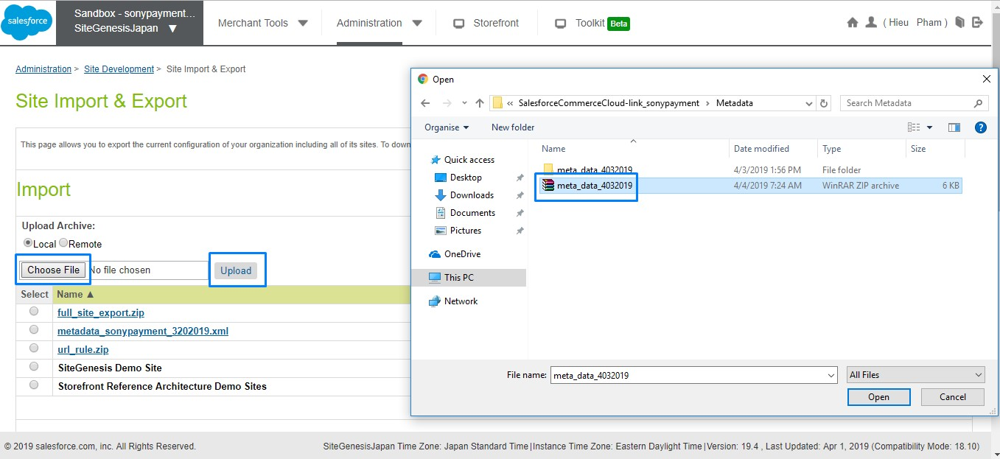 salesforce
Sandbox - sonypayment...
SiteGenesisJapan ▼
Merchant Tools
Administration
Storefront
Toolkit Beta
( Hieu Pham )
Administration > Site Development > Site Import & Export
Site Import & Export
This page allows you to export the current configuration of your organization including all of its sites. To down
Import
Upload Archive:
Local Remote
Choose File No file chosen Upload
Select Name ▲
full_site_export.zip
metadata_sonypayment_3202019.xml
url_rule.zip
SiteGenesis Demo Site
Storefront Reference Architecture Demo Sites
Open
« SalesforceCommerceCloud-link_sonypayment > Metadata
Search Metadata
Organise New folder
Quick access
Desktop
Downloads
Documents
Pictures
OneDrive
This PC
Network
Name Date modified Type Size
meta_data_4032019 4/3/2019 1:56 PM File folder
meta_data_4032019 4/4/2019 7:24 AM WinRAR ZIP archive 6 KB
File name: meta_data_4032019 All Files
Open Cancel
© 2019 salesforce.com, inc. All Rights Reserved.
SiteGenesisJapan Time Zone: Japan Standard Time|Instance Time Zone: Eastern Daylight Time|Version: 19.4 , Last Updated: Apr 1, 2019 (Compatibility Mode: 18.10)